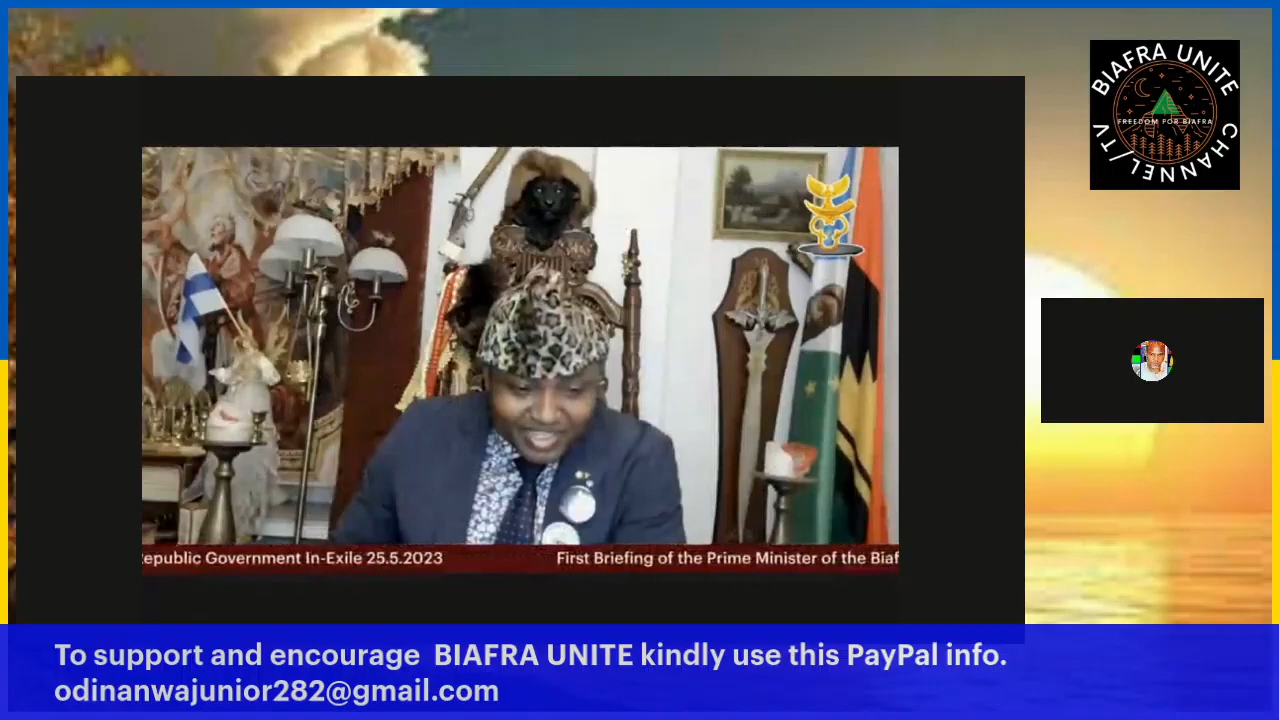 BIAFRA UNITE
CHANNEL/TV
FREEDOM FOR BIAFRA
epublic Government In-Exile 25.5.2023
First Briefing of the Prime Minister of the Biaf
To support and encourage BIAFRA UNITE kindly use this PayPal info.
odinanwajunior282@gmail.com